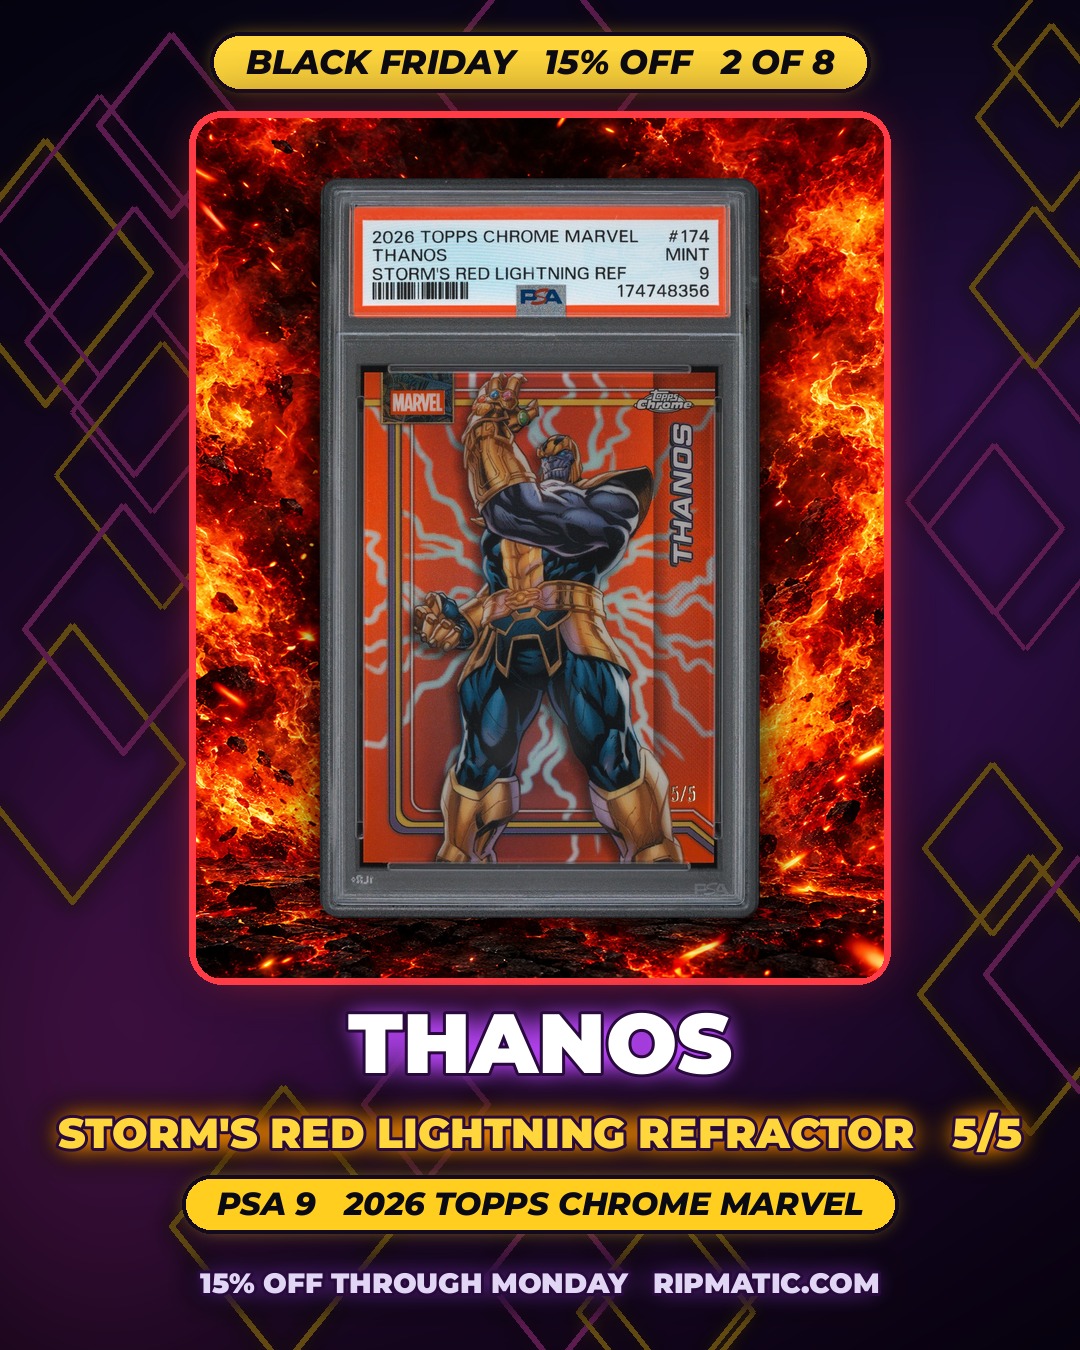 BLACK FRIDAY 15% OFF 2 OF 8
2026 TOPPS CHROME MARVEL #174
THANOS MINT
STORM'S RED LIGHTNING REF 9
PSA 174748356
MARVEL
Topps Chrome
THANOS
5/5
PSA
THANOS
STORM'S RED LIGHTNING REFRACTOR 5/5
PSA 9 2026 TOPPS CHROME MARVEL
15% OFF THROUGH MONDAY RIPMATIC.COM